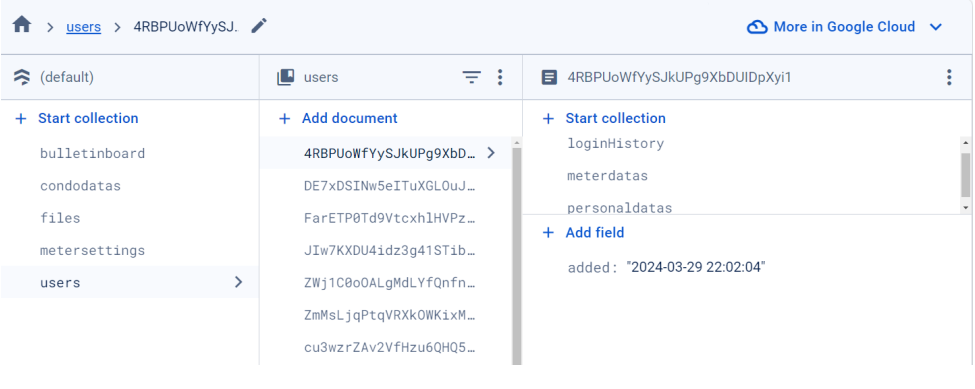 users
4RBPUoWfYySJ.
More in Google Cloud
(default)
users
4RBPUoWfYySJkUPg9XbDUIDpXyi1
+ Start collection
+ Add document
+ Start collection
bulletinboard
condodatas
files
metersettings
users
4RBPUoWfYySJkUPg9XbD…
DE7xDSINw5eITuXGLOuJ…
FarETP0Td9VtcxhlHVPz…
JIw7KXDU4idz3g41STib…
ZWj1C0oOALgMdLYfQnfn…
ZmMsLjqPtqVRXkOWKixM…
cu3wzrZAv2VfHzu6QHQ5…
loginHistory
meterdatas
personaldatas
+ Add field
added: "2024-03-29 22:02:04"